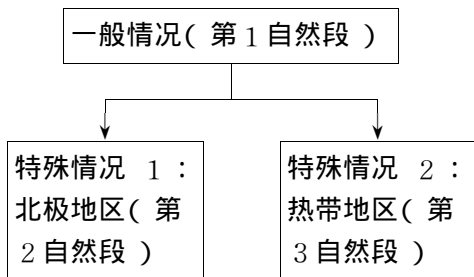 一般情况( 第 1 自然段 )
特殊情况 1 :
北极地区( 第
2 自然段 )
特殊情况 2 :
热带地区( 第
3 自然段 )